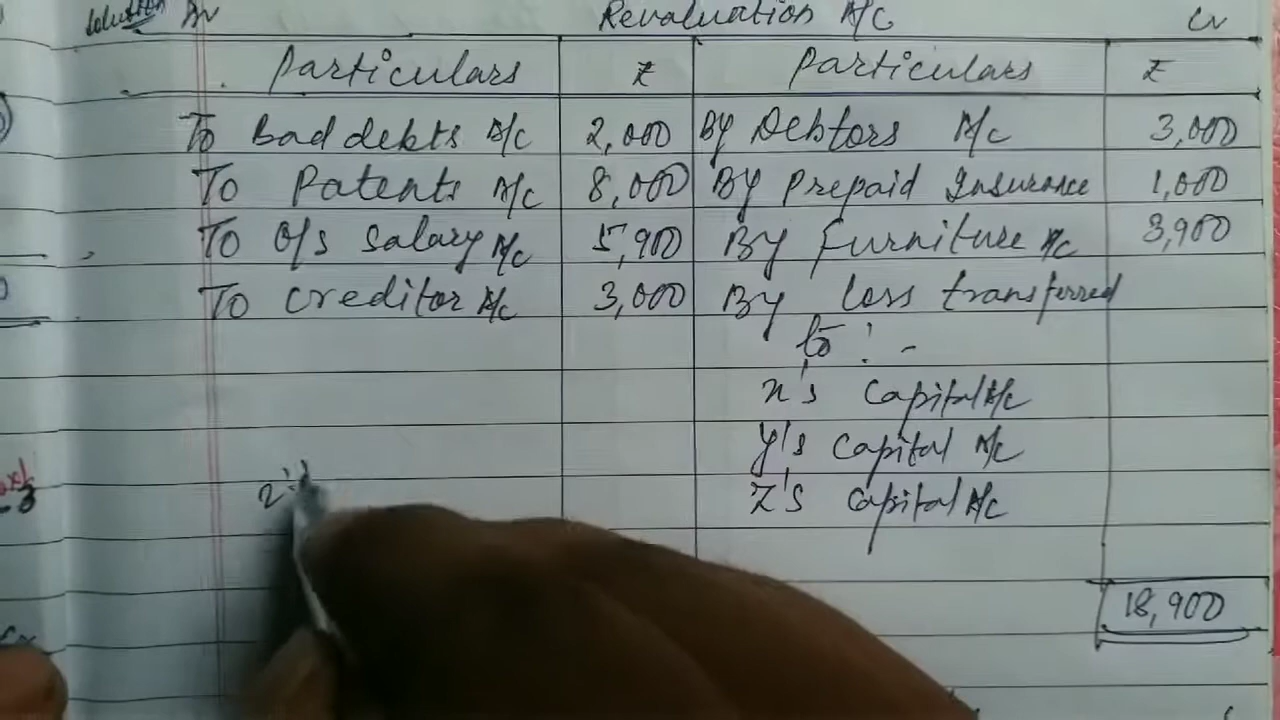 Solution Dr Revaluation A/c Cr
Particulars ₹ Particulars ₹
To Bad debts A/c 2,000 By Debtors A/c 3,000
To Patents A/c 8,000 By Prepaid Insurance 1,000
To O/s Salary A/c 5,900 By Furniture A/c 3,900
To Creditor A/c 3,000 By loss transferred
to :-
x's Capital A/c
y's Capital A/c
z's Capital A/c
18,900